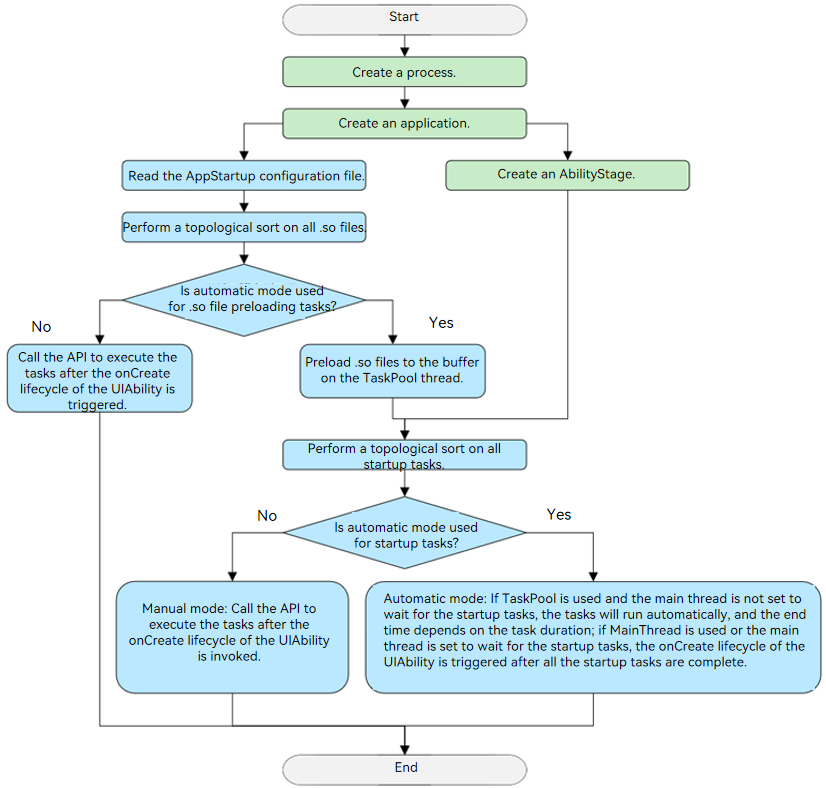 Start
Create a process.
Create an application.
Read the AppStartup configuration file.
Create an AbilityStage.
Perform a topological sort on all .so files.
Is automatic mode used
for .so file preloading tasks?
No
Yes
Call the API to execute the
tasks after the onCreate
lifecycle of the UIAbility is
triggered.
Preload .so files to the buffer
on the TaskPool thread.
Perform a topological sort on all
startup tasks.
Is automatic mode used
for startup tasks?
No
Yes
Manual mode: Call the API to
execute the tasks after the
onCreate lifecycle of the UIAbility
is invoked.
Automatic mode: If TaskPool is used and the main thread is not set to
wait for the startup tasks, the tasks will run automatically, and the end
time depends on the task duration; if MainThread is used or the main
thread is set to wait for the startup tasks, the onCreate lifecycle of the
UIAbility is triggered after all the startup tasks are complete.
End